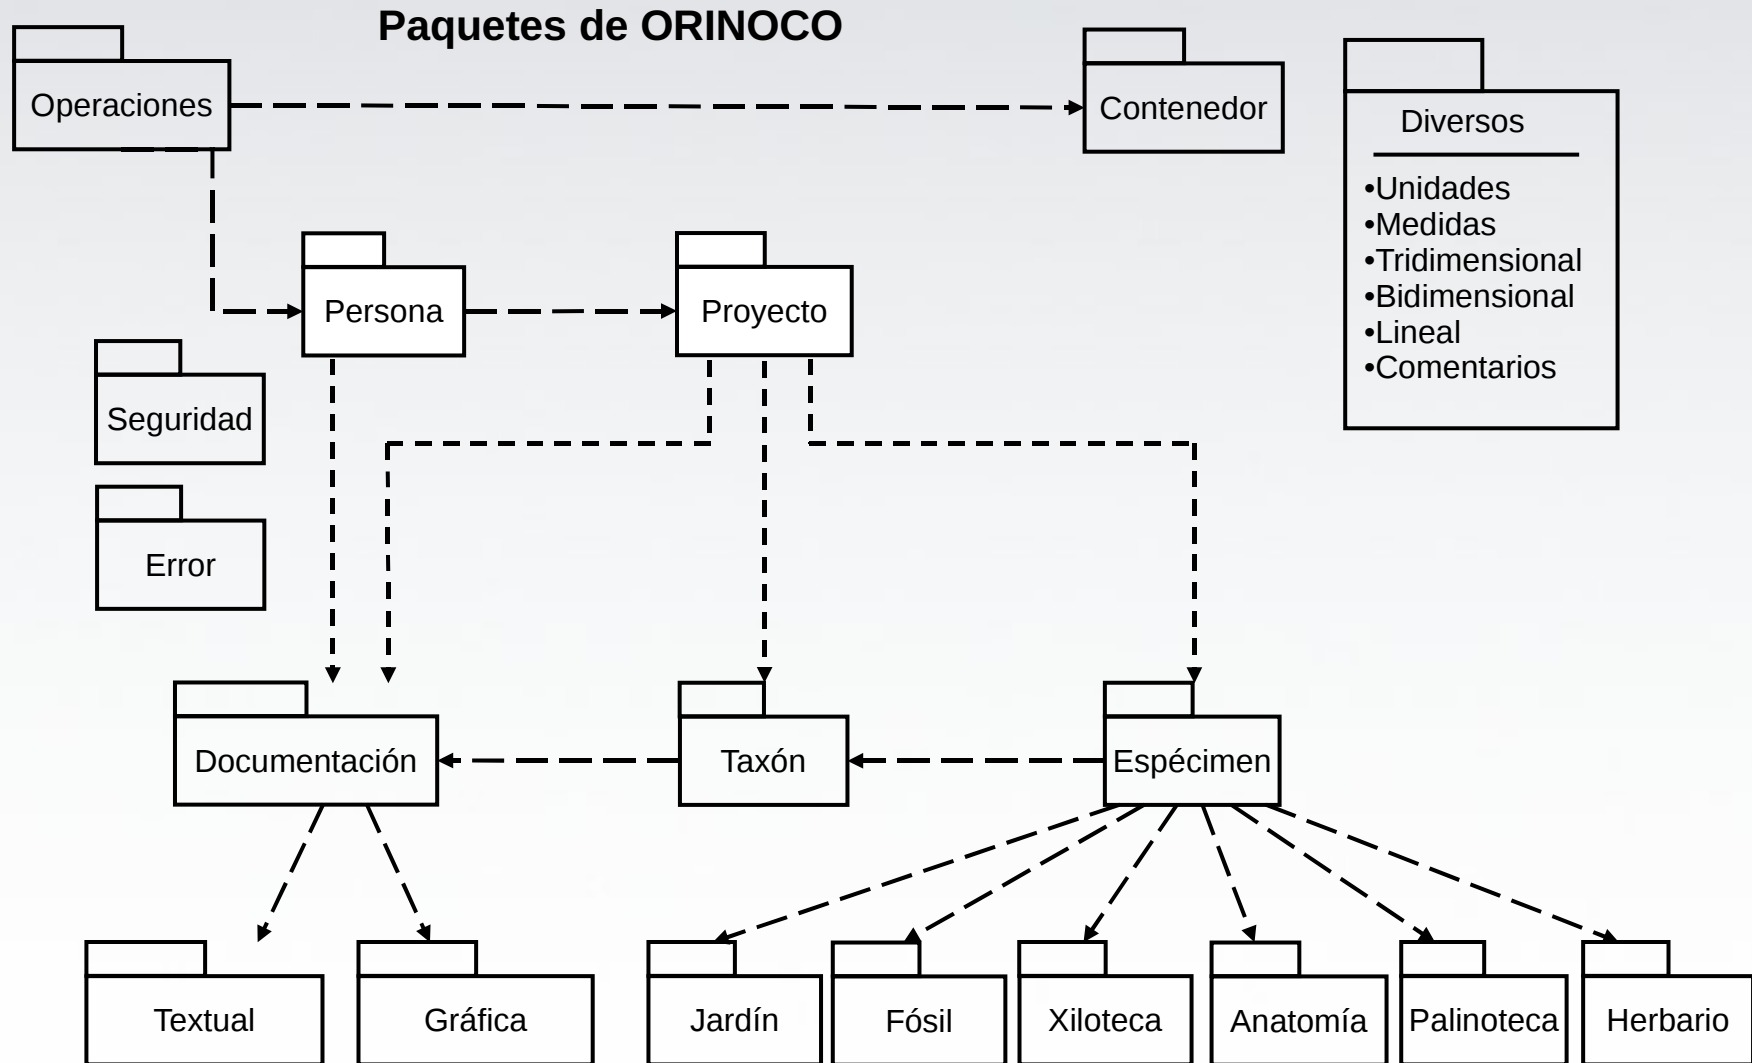 Paquetes de ORINOCO
Operaciones
Contenedor
Diversos
•Unidades
•Medidas
•Tridimensional
•Bidimensional
•Lineal
•Comentarios
Persona
Proyecto
Seguridad
Error
Documentación
Taxón
Espécimen
Textual
Gráfica
Jardín
Fósil
Xiloteca
Anatomía
Palinoteca
Herbario